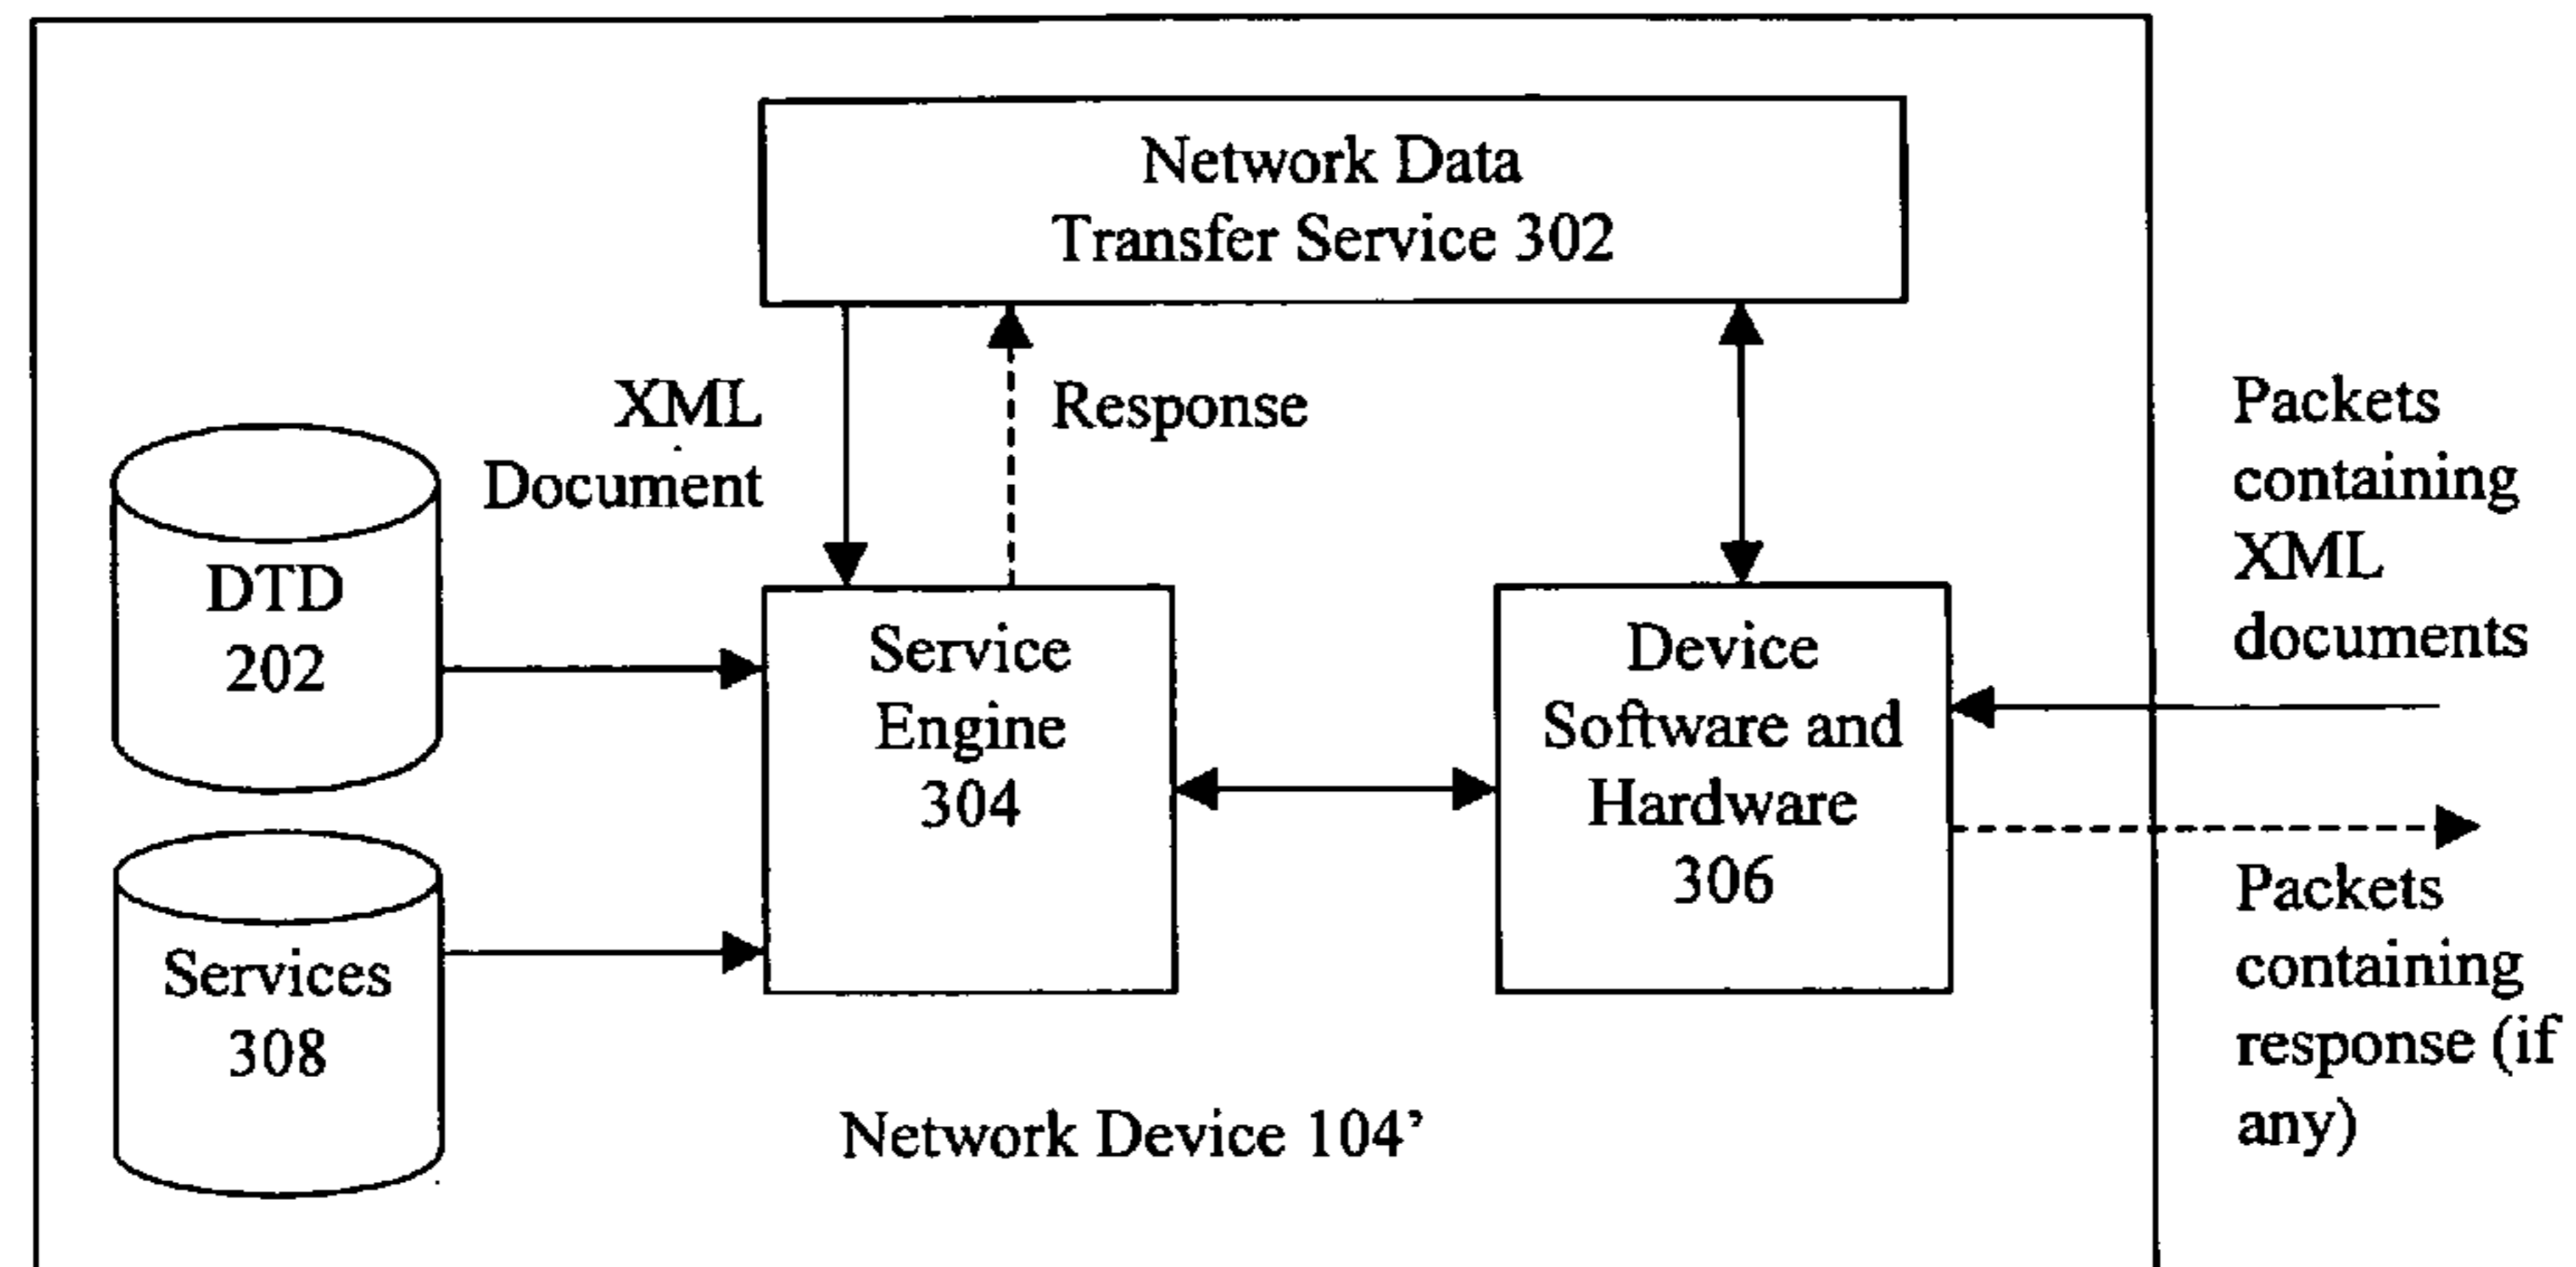 Network Data
Transfer Service 302
XML
Document
Response
DTD
202
Service
Engine
304
Device
Software and
Hardware
306
Packets
containing
XML
documents
Services
308
Packets
containing
response (if
any)
Network Device 104’